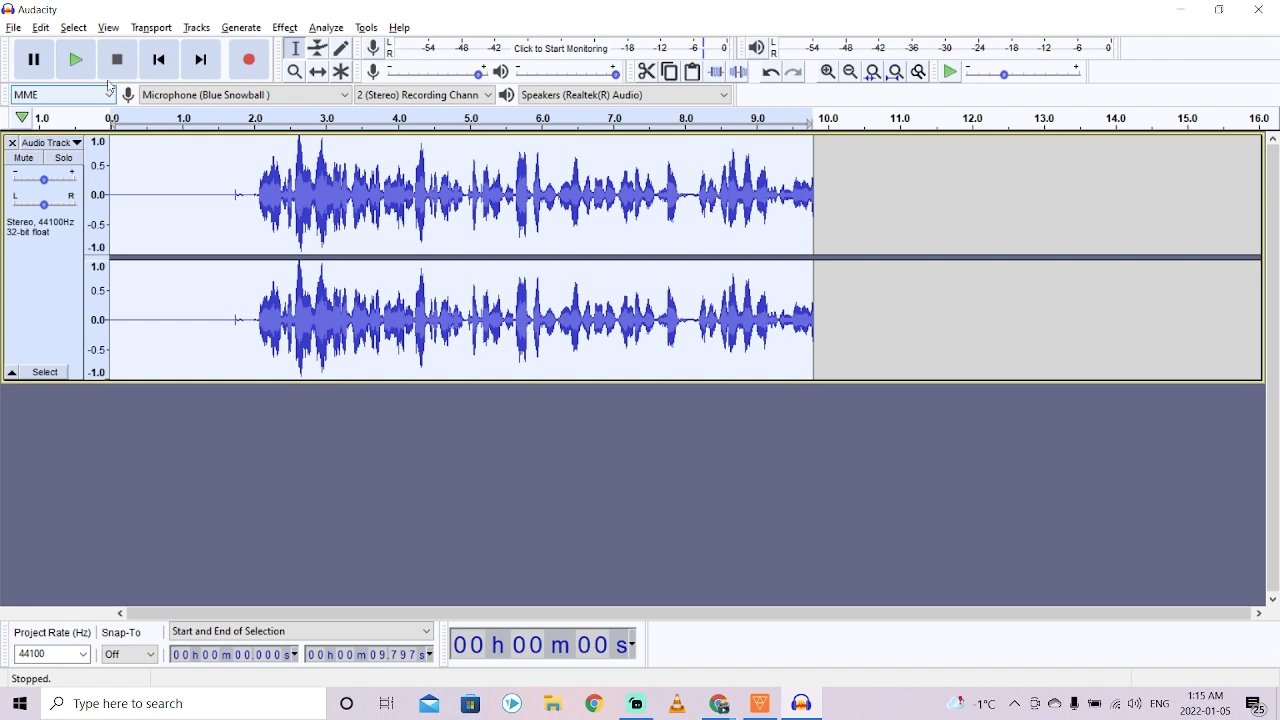 Audacity
File Edit Select View Transport Tracks Generate Effect Analyze Tools Help
L R -54 -48 -42 Click to Start Monitoring -18 -12 -6 0 L R -54 -48 -42 -36 -30 -24 -18 -12 -6 0
MME Microphone (Blue Snowball ) 2 (Stereo) Recording Chann Speakers (Realtek(R) Audio)
1.0 0.0 1.0 2.0 3.0 4.0 5.0 6.0 7.0 8.0 9.0 10.0 11.0 12.0 13.0 14.0 15.0 16.0
Audio Track
Mute Solo
- +
L R
Stereo, 44100Hz
32-bit float
Select
1.0
0.5
0.0
-0.5
-1.0
1.0
0.5
0.0
-0.5
-1.0
Project Rate (Hz) Snap-To Start and End of Selection
44100 Off 00 h 00 m 00.000 s 00 h 00 m 09.797 s
00 h 00 m 00 s
Stopped.
Type here to search
-1°C
ENG
1:15 AM
2022-01-05
25